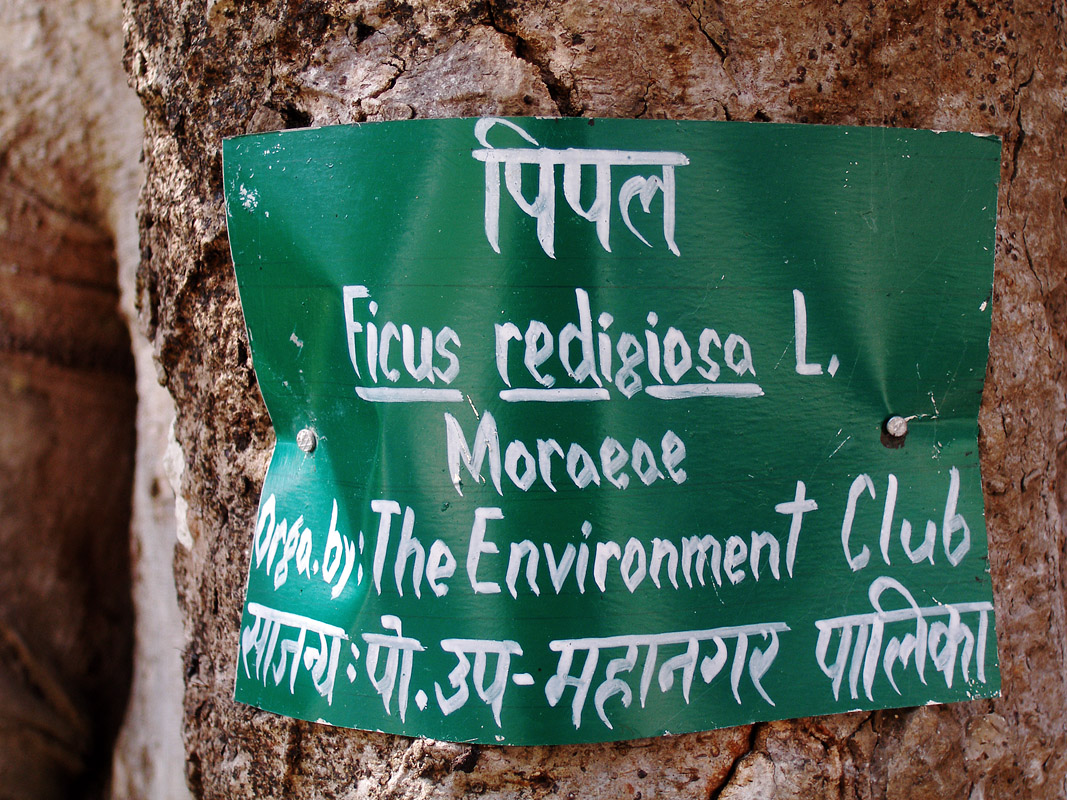 पिपल
Ficus redigiosa L.
Moraeae
Orga.by: The Environment Club
साजन्य : पो. उप-महानगर पालिका